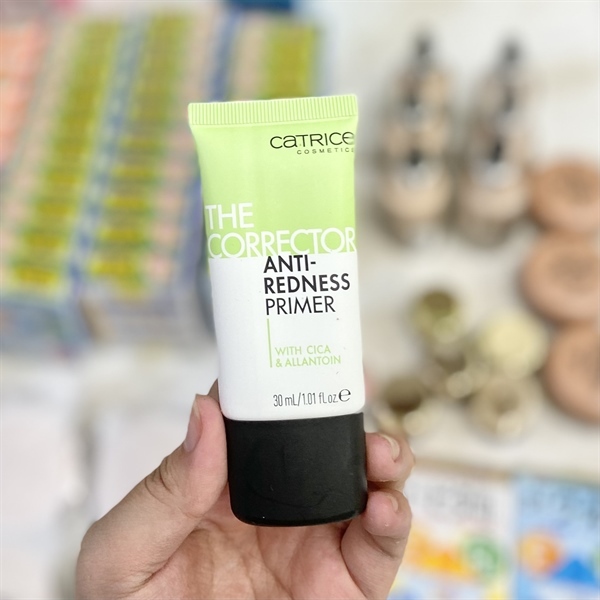 CATRICE
COSMETICS
THE
CORRECTOR
ANTI-
REDNESS
PRIMER
WITH CICA
& ALLANTOIN
30 mL/1.01 fl.oz.℮